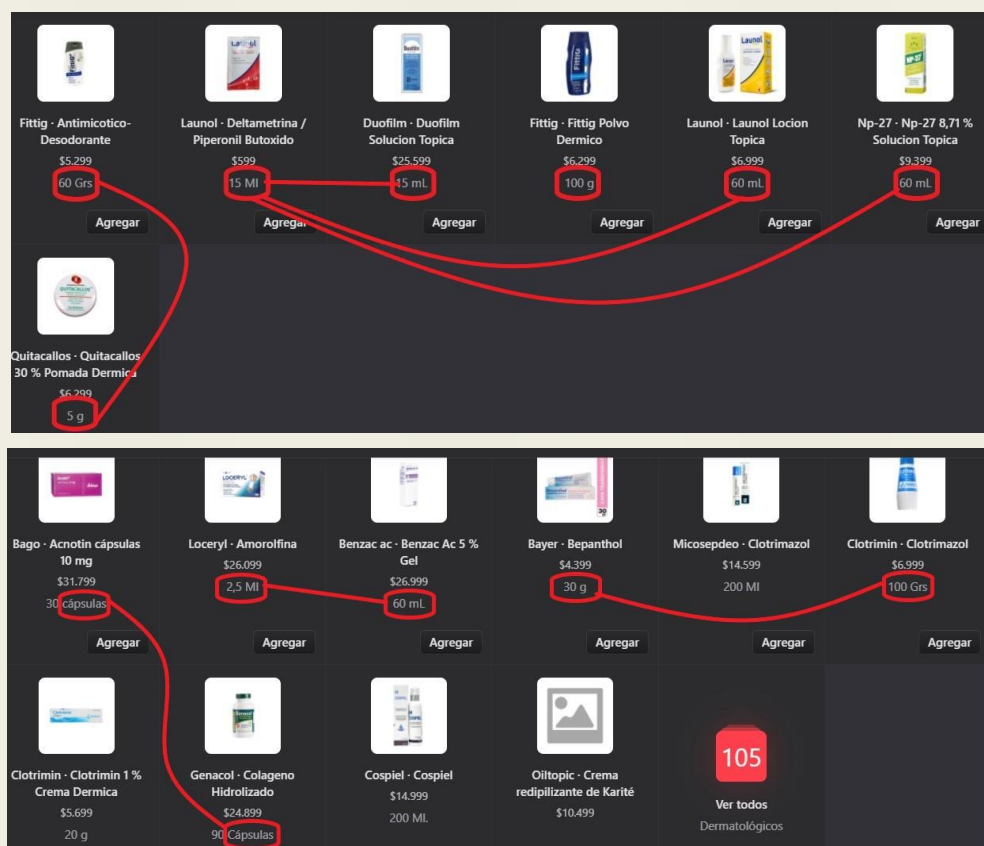 Fittig · Antimicotico-
Desodorante
$5.299
60 Grs
Agregar
Launol · Deltametrina /
Piperonil Butoxido
$599
15 Ml
Agregar
Duofilm · Duofilm
Solucion Topica
$25.599
15 mL
Agregar
Fittig · Fittig Polvo
Dermico
$6.299
100 g
Agregar
Launol
Launol · Launol Locion
Topica
$6.999
60 mL
Agregar
NP-27
Np-27 · Np-27 8,71 %
Solucion Topica
$9.399
60 mL
Agregar
QUITACALLOS
Quitacallos · Quitacallos
30 % Pomada Dermica
$6.299
5 g
Bago · Acnotin cápsulas
10 mg
$31.799
30 cápsulas
Agregar
LOCERYL
Loceryl · Amorolfina
$26.099
2,5 Ml
Agregar
Benzac ac · Benzac Ac 5 %
Gel
$26.999
60 mL
Agregar
30
Bayer · Bepanthol
$4.399
30 g
Agregar
Micosepdeo · Clotrimazol
$14.599
200 Ml
Agregar
Clotrimin · Clotrimazol
$6.999
100 Grs
Agregar
Clotrimin · Clotrimin 1 %
Crema Dermica
$5.699
20 g
Genacol · Colageno
Hidrolizado
$24.899
90 Cápsulas
Cospiel · Cospiel
$14.999
200 ML
Oiltopic · Crema
redipilizante de Karité
$10.499
105
Ver todos
Dermatológicos